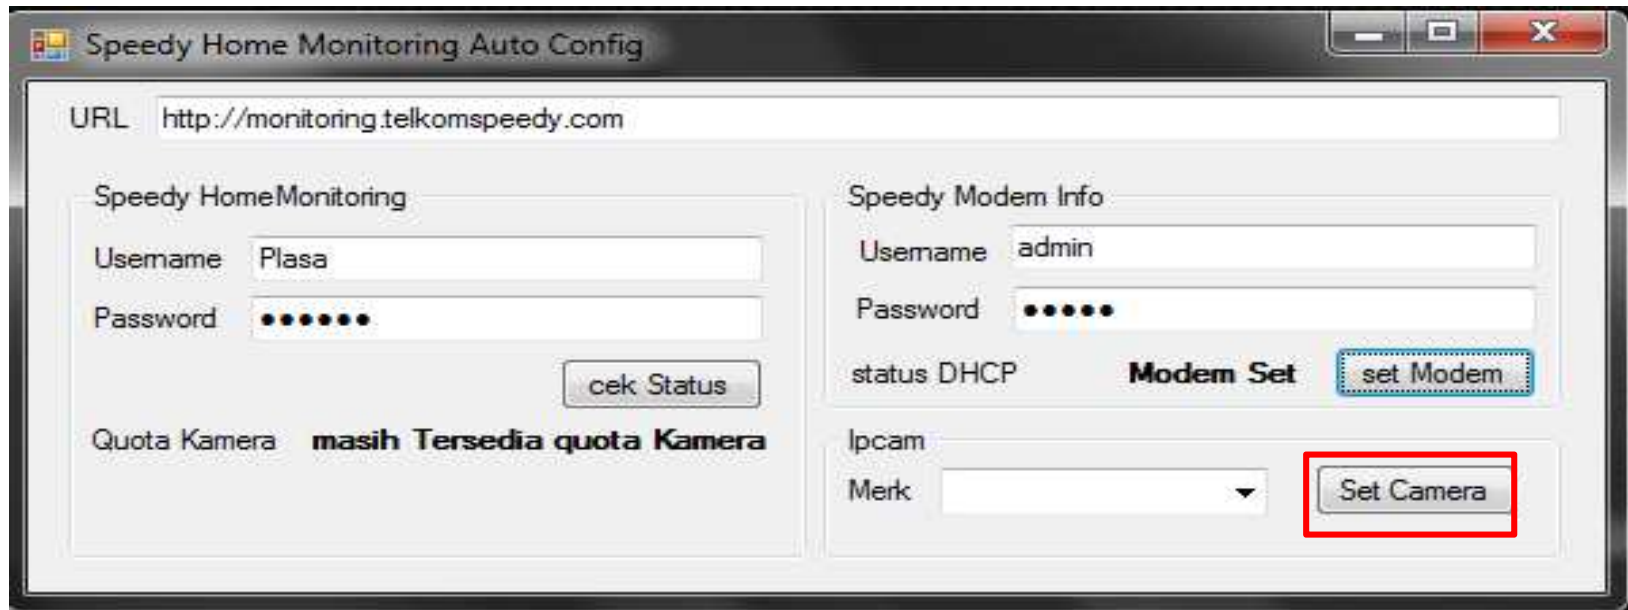 Speedy Home Monitoring Auto Config
URL http://monitoring.telkomspeedy.com
Speedy HomeMonitoring
Username Plasa
Password ●●●●●●
cek Status
Quota Kamera masih Tersedia quota Kamera
Speedy Modem Info
Username admin
Password ●●●●●
status DHCP Modem Set set Modem
Ipcam
Merk Set Camera